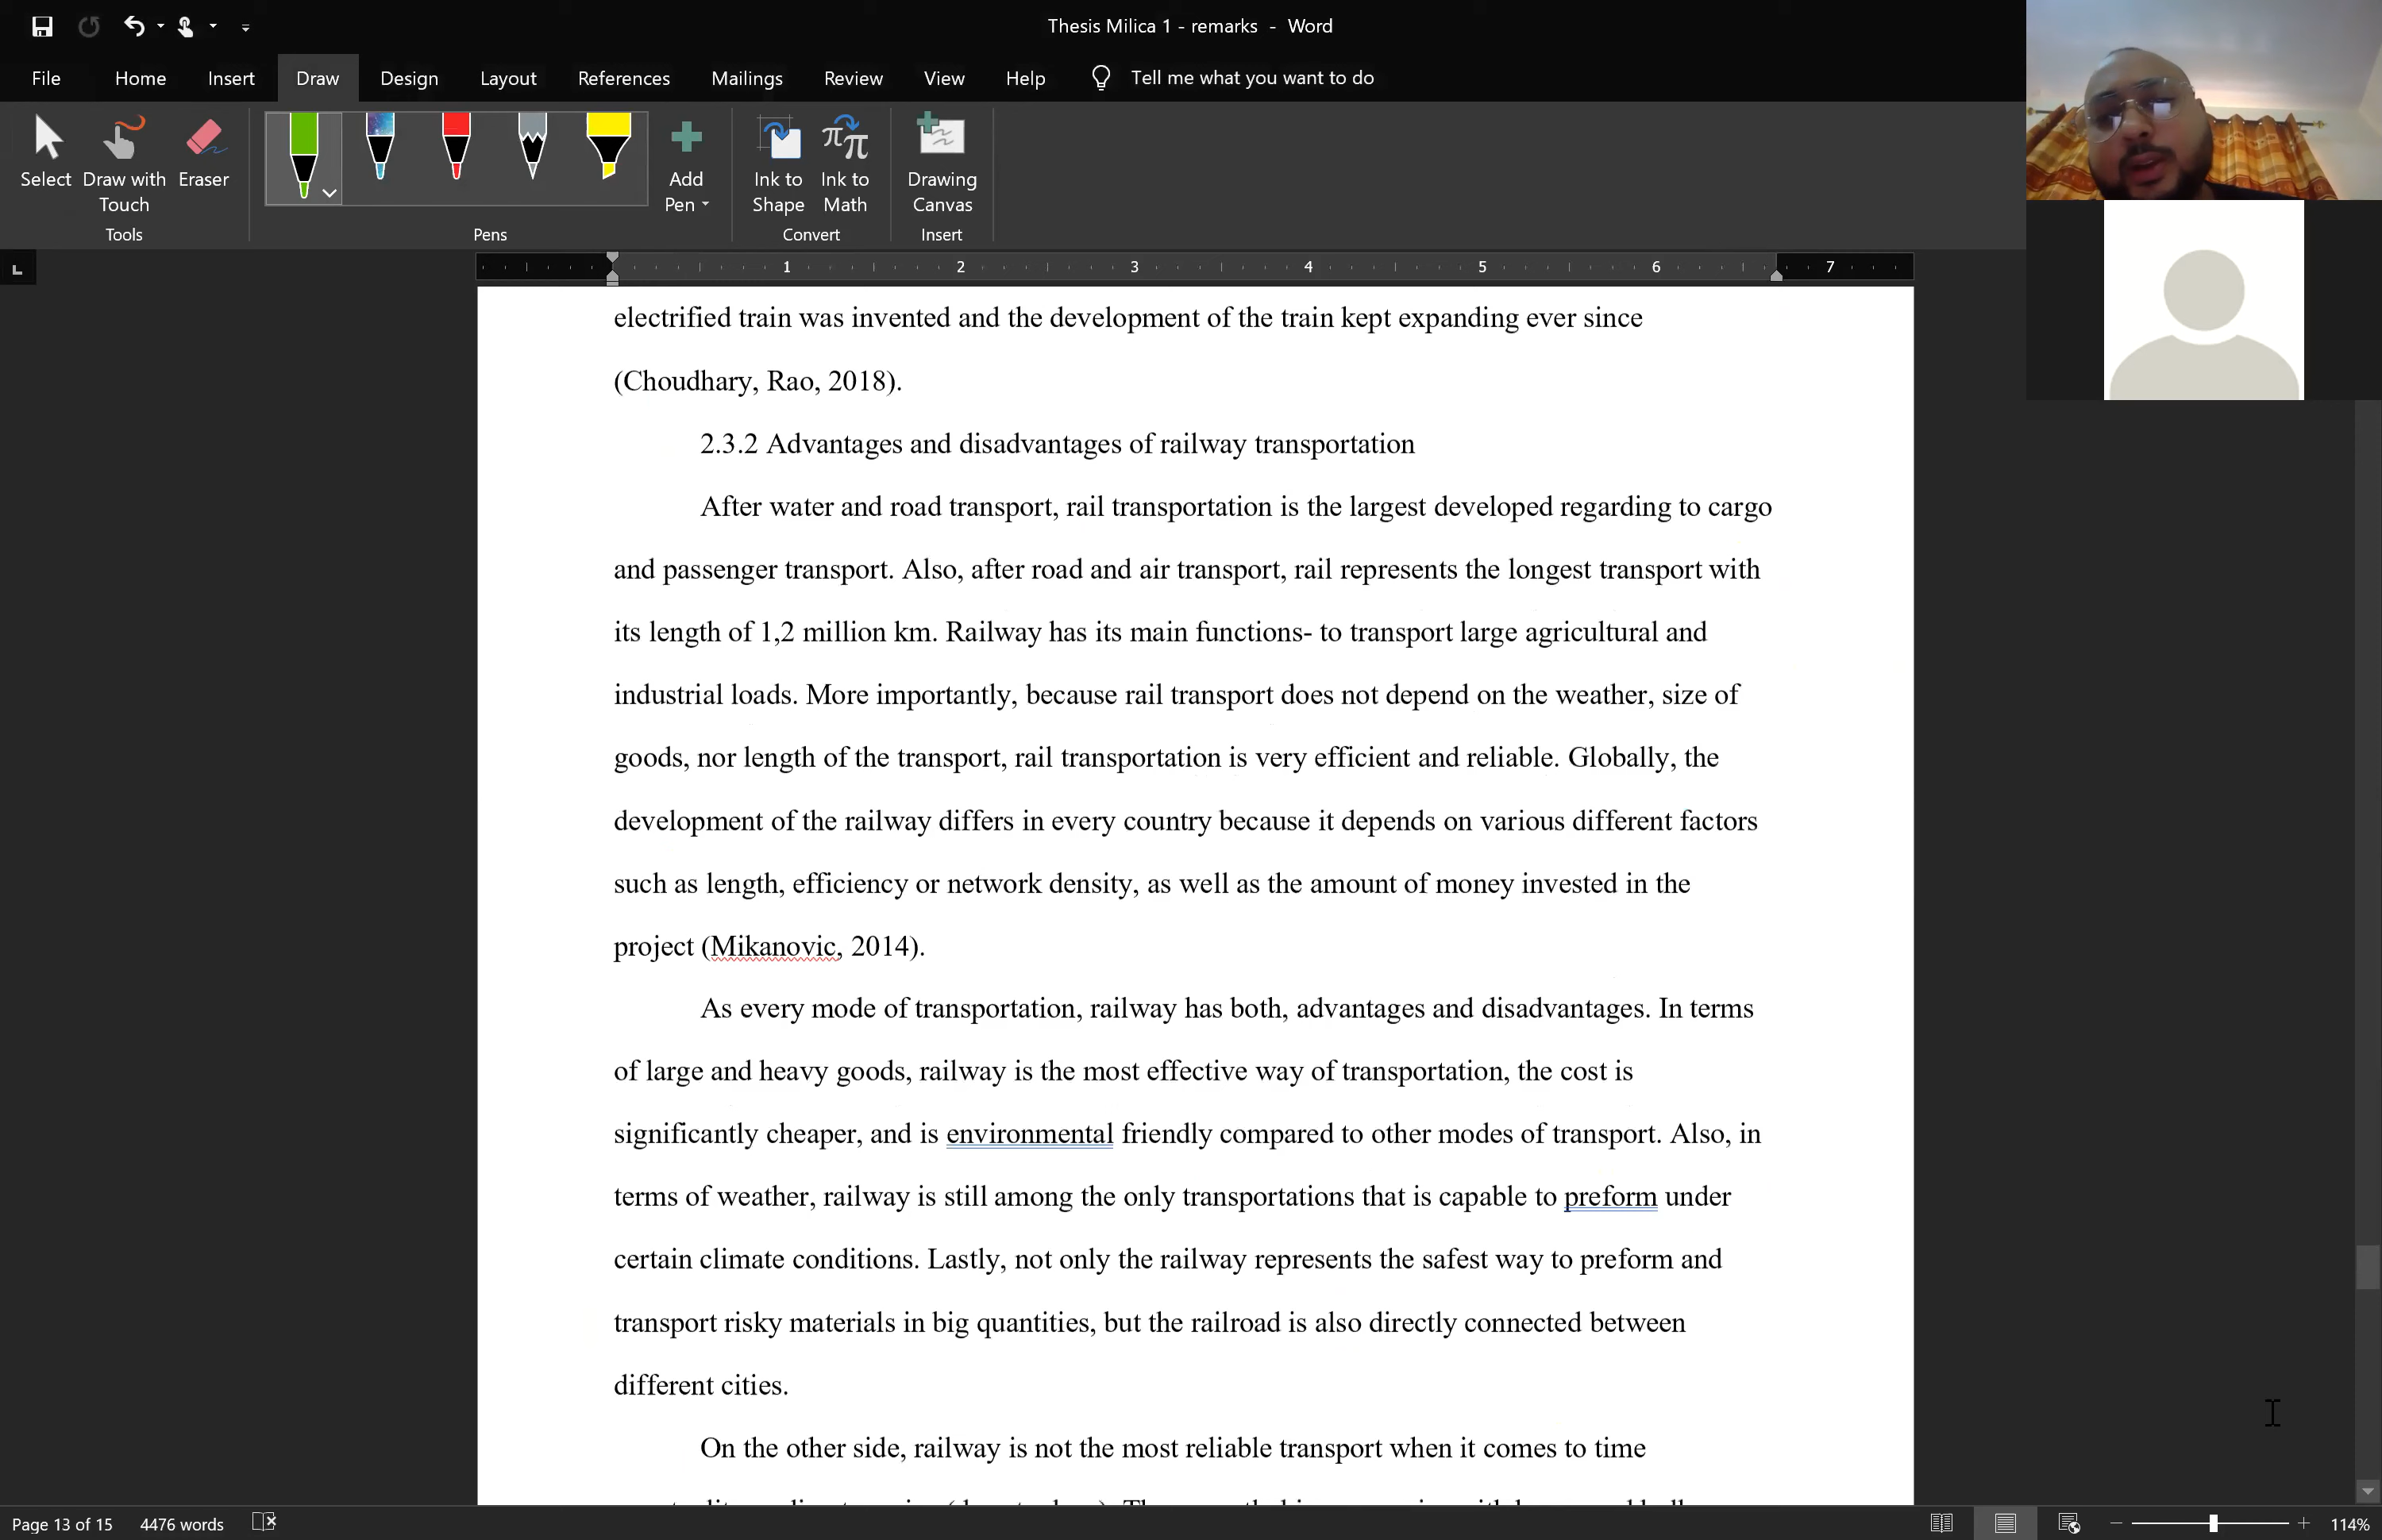 Thesis Milica 1 - remarks - Word
File Home Insert Draw Design Layout References Mailings Review View Help Tell me what you want to do
Select Draw with Touch Eraser Add Pen Ink to Shape Ink to Math Drawing Canvas
Tools Pens Convert Insert
1 2 3 4 5 6 7
electrified train was invented and the development of the train kept expanding ever since
(Choudhary, Rao, 2018).
2.3.2 Advantages and disadvantages of railway transportation
After water and road transport, rail transportation is the largest developed regarding to cargo
and passenger transport. Also, after road and air transport, rail represents the longest transport with
its length of 1,2 million km. Railway has its main functions- to transport large agricultural and
industrial loads. More importantly, because rail transport does not depend on the weather, size of
goods, nor length of the transport, rail transportation is very efficient and reliable. Globally, the
development of the railway differs in every country because it depends on various different factors
such as length, efficiency or network density, as well as the amount of money invested in the
project (Mikanovic, 2014).
As every mode of transportation, railway has both, advantages and disadvantages. In terms
of large and heavy goods, railway is the most effective way of transportation, the cost is
significantly cheaper, and is environmental friendly compared to other modes of transport. Also, in
terms of weather, railway is still among the only transportations that is capable to preform under
certain climate conditions. Lastly, not only the railway represents the safest way to preform and
transport risky materials in big quantities, but the railroad is also directly connected between
different cities.
On the other side, railway is not the most reliable transport when it comes to time
Page 13 of 15 4476 words 114%